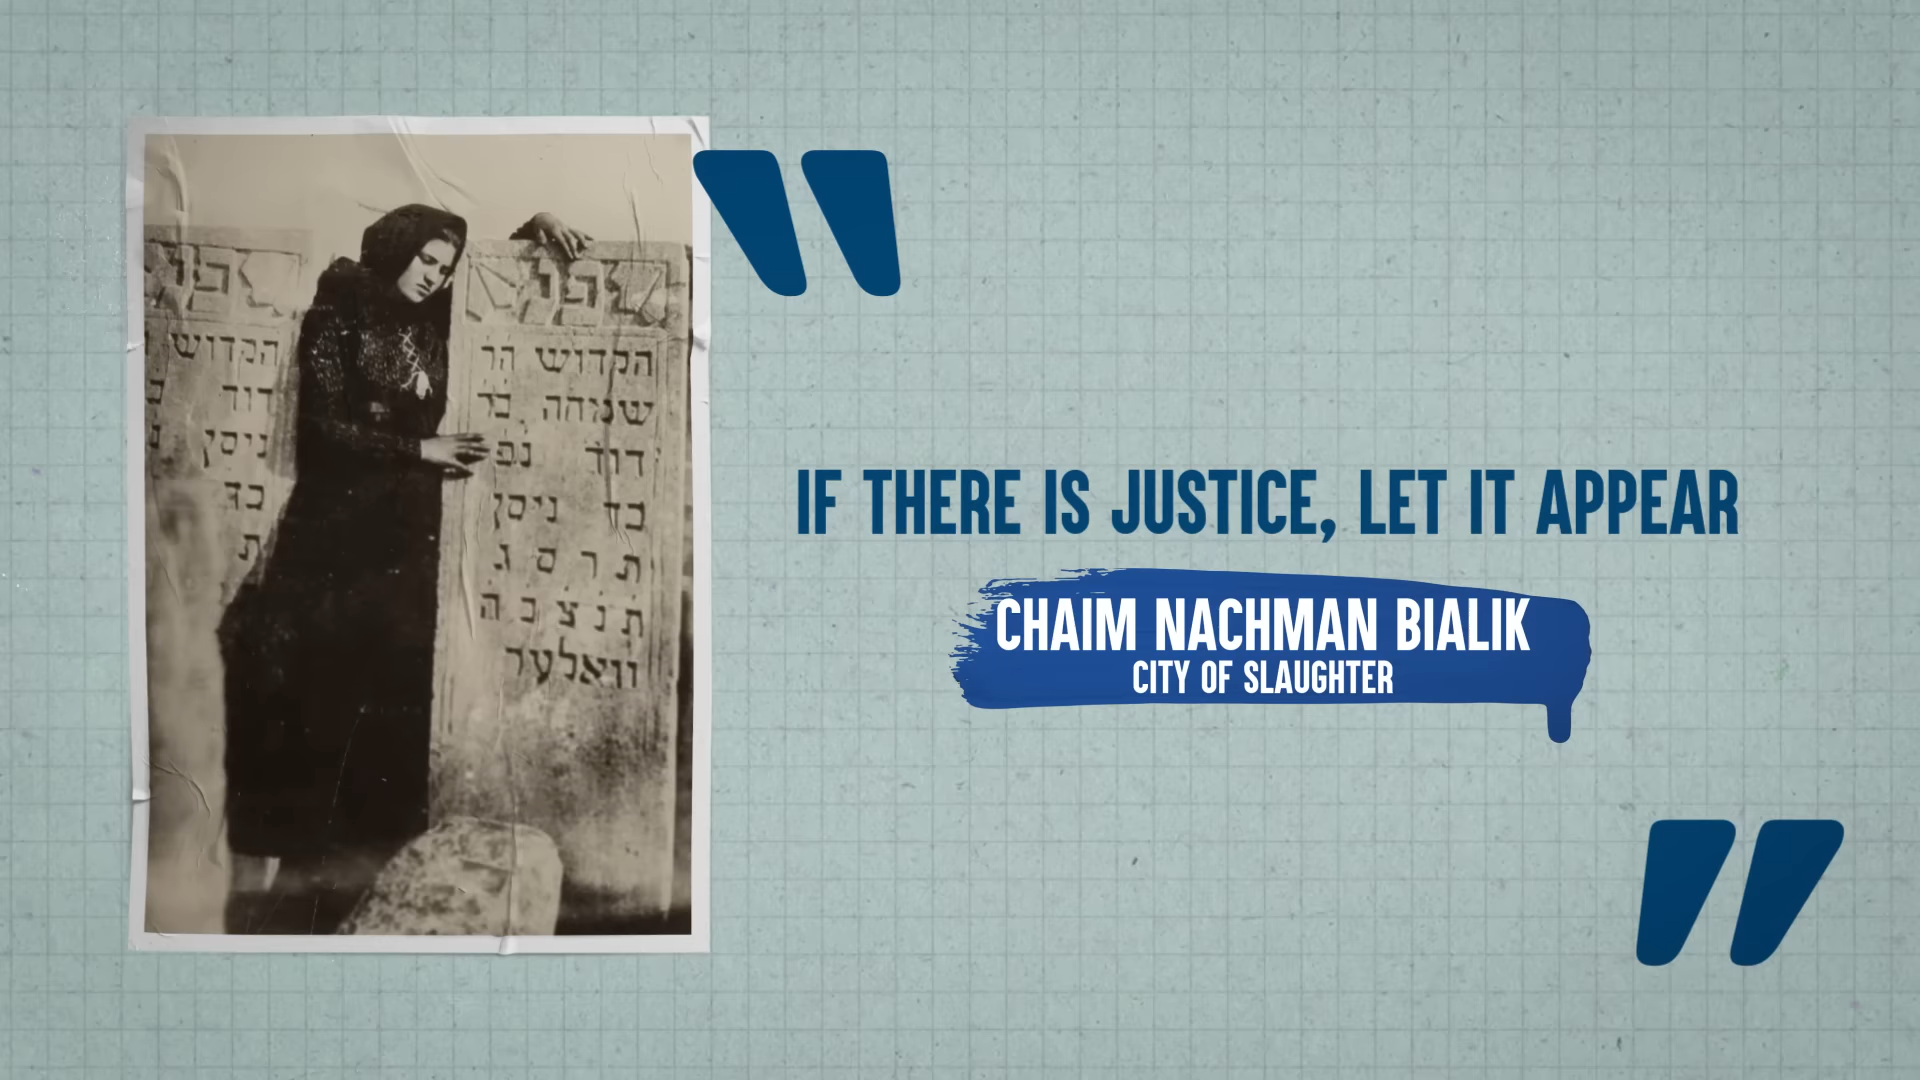 פ״נ
הקדוש הר
שמחה בר
דוד נפ
כד ניסן
ת ר ס ג
ת נ צ ב ה
וואלער
פ״נ
הקדוש
דוד
ניסן
כד
ת
IF THERE IS JUSTICE, LET IT APPEAR
CHAIM NACHMAN BIALIK
CITY OF SLAUGHTER